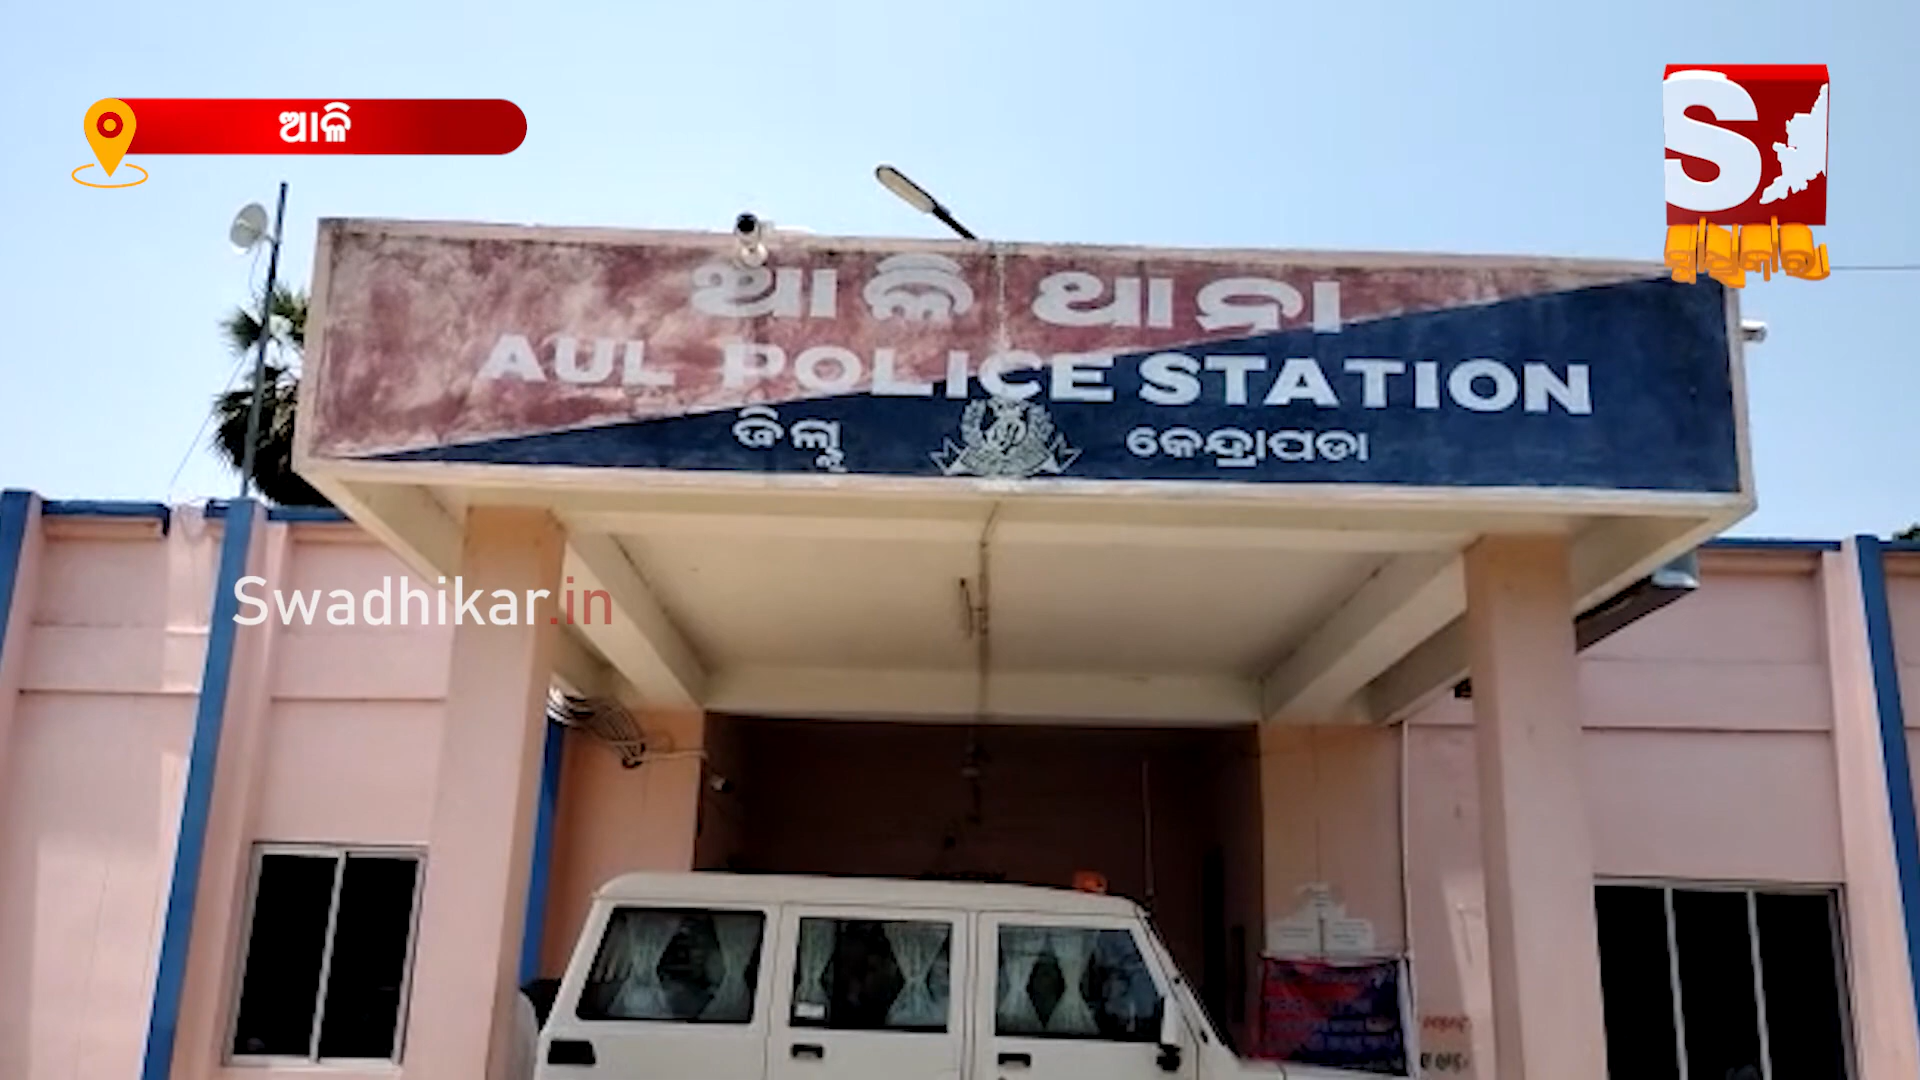 ଆଳି
S
ସ୍ୱାଧିକାର
ଆଳି ଥାନା
AUL POLICE STATION
ଜିଲ୍ଲା କେନ୍ଦ୍ରାପଡା
Swadhikar.in